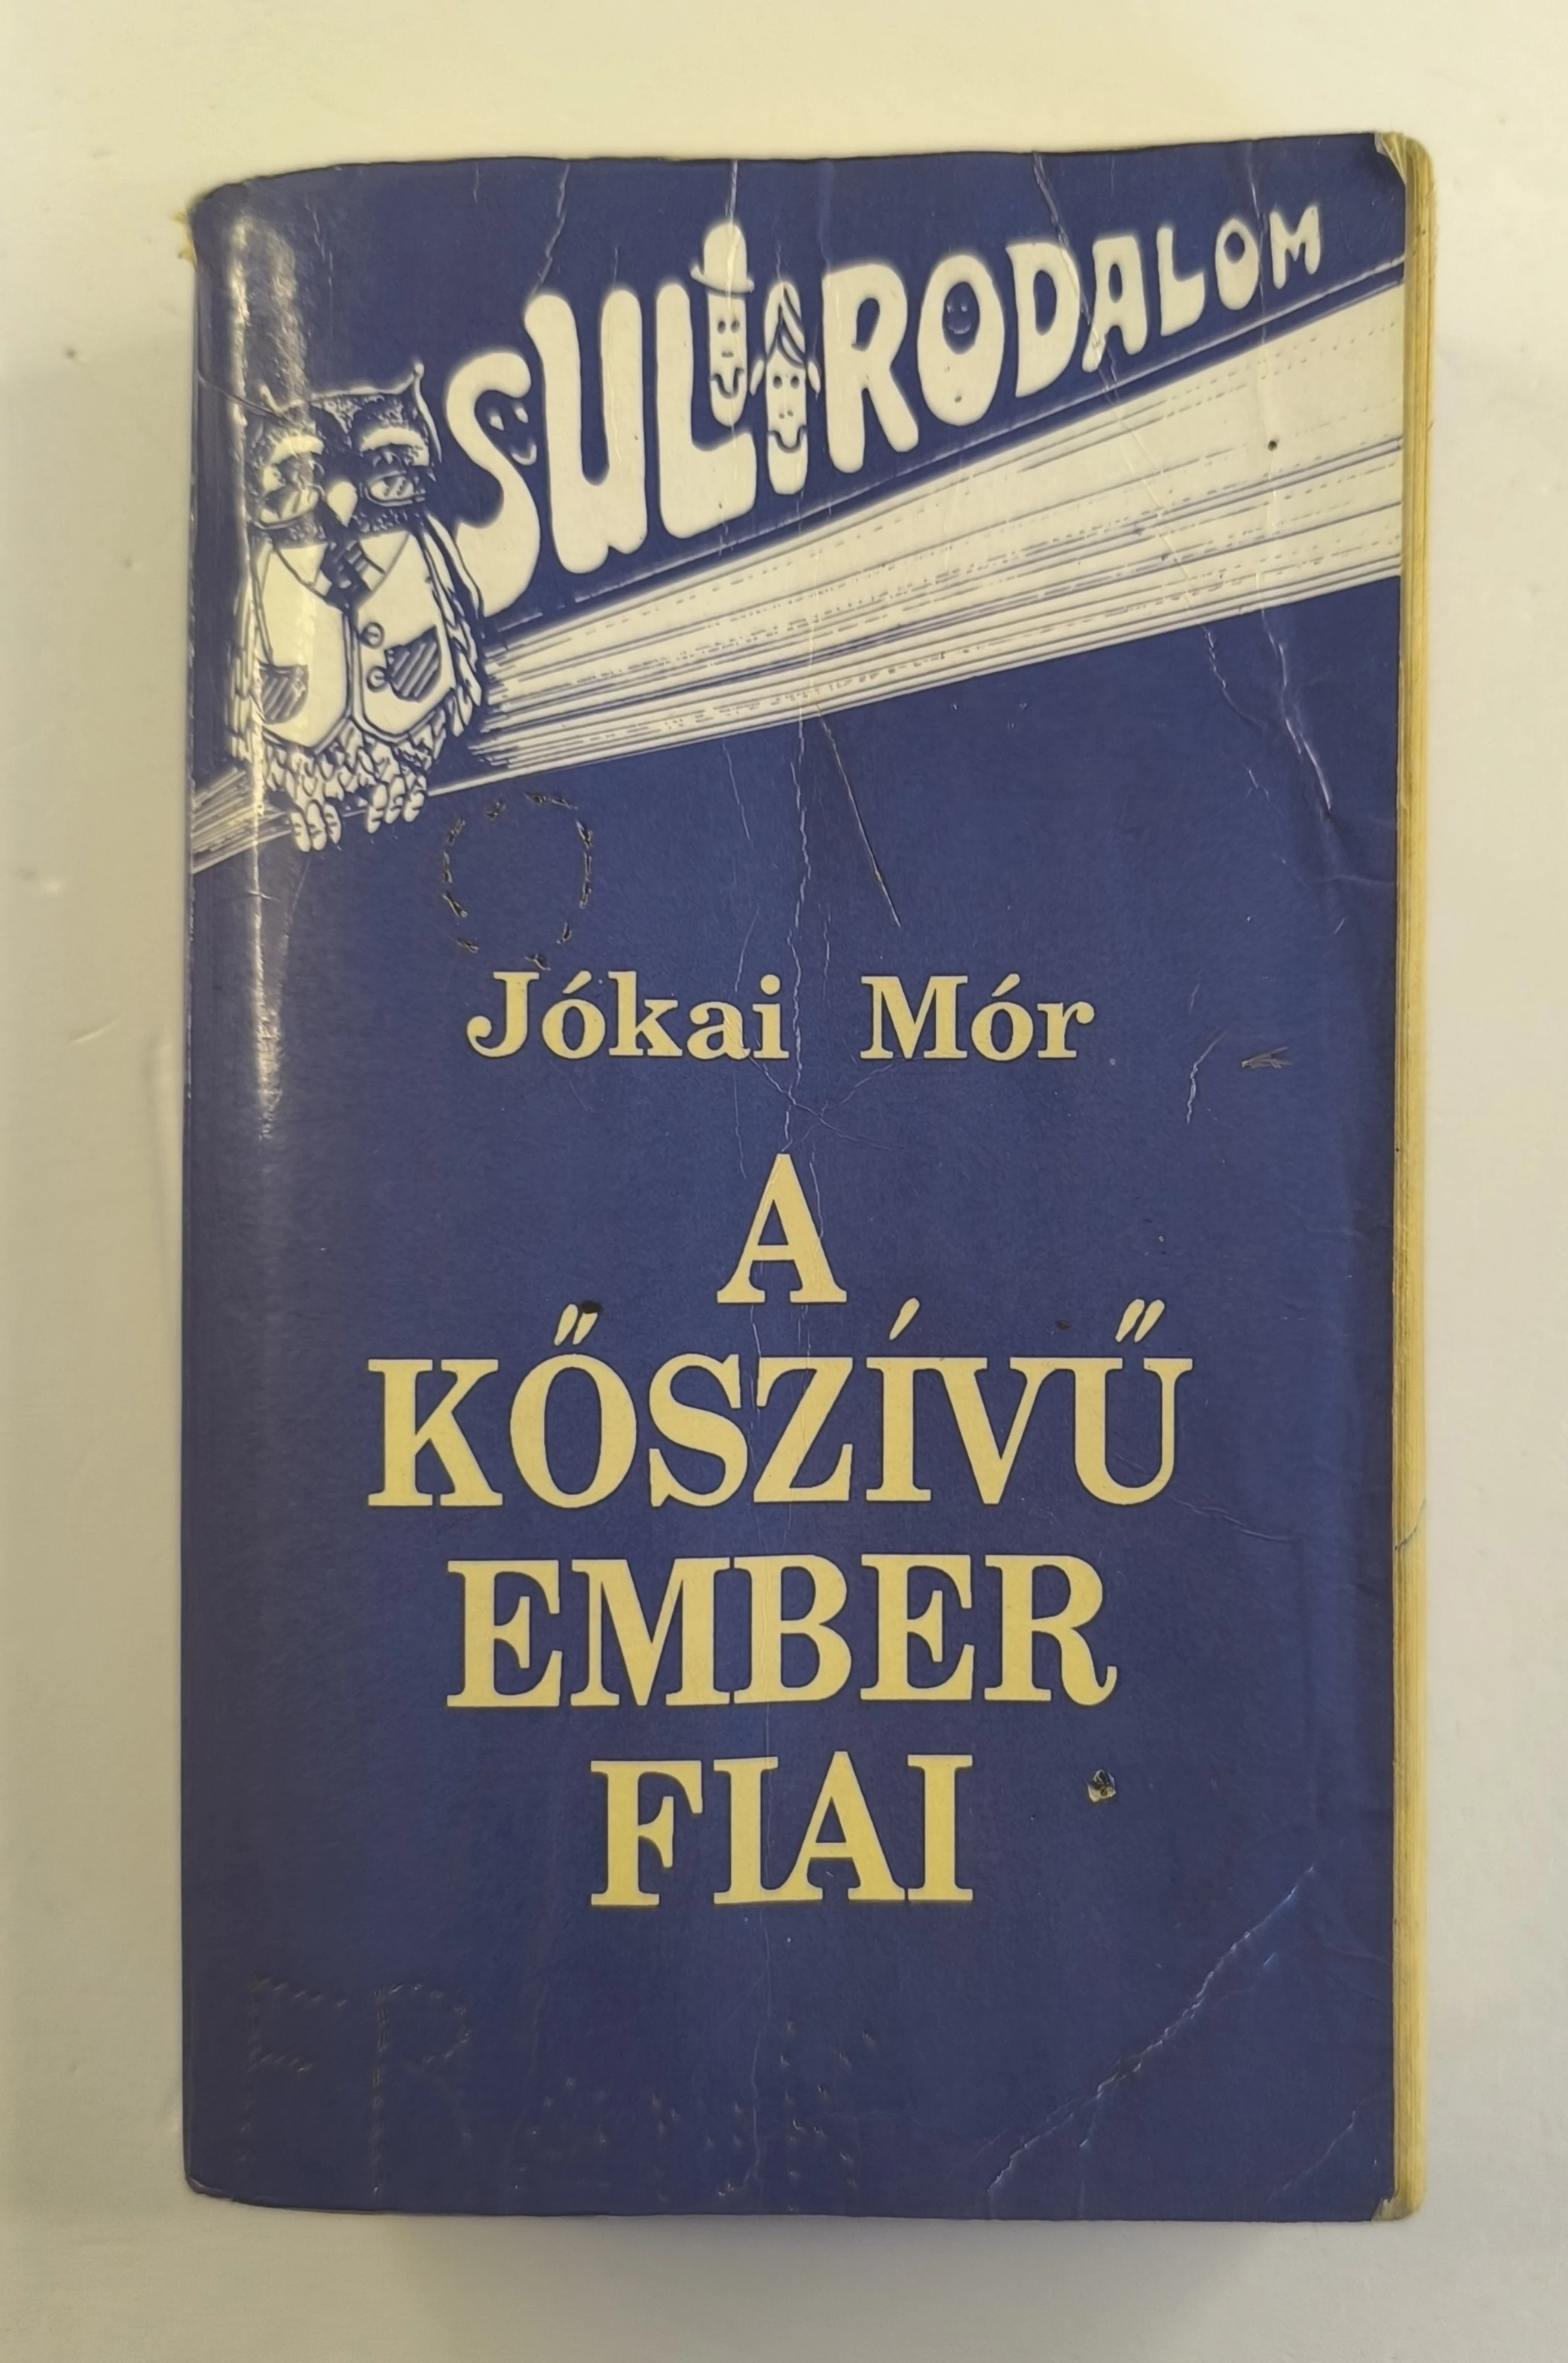 SULIRODALOM
Jókai Mór
A
KŐSZÍVŰ
EMBER
FIAI